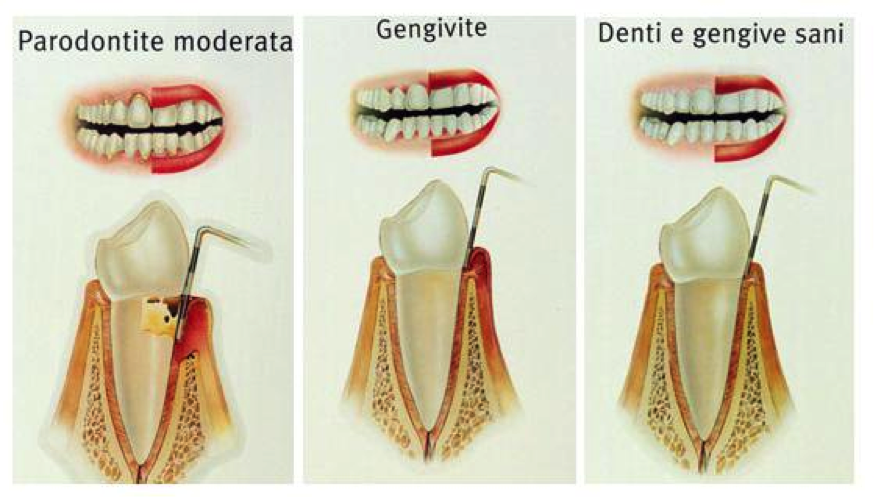 Parodontite moderata
Gengivite
Denti e gengive sani